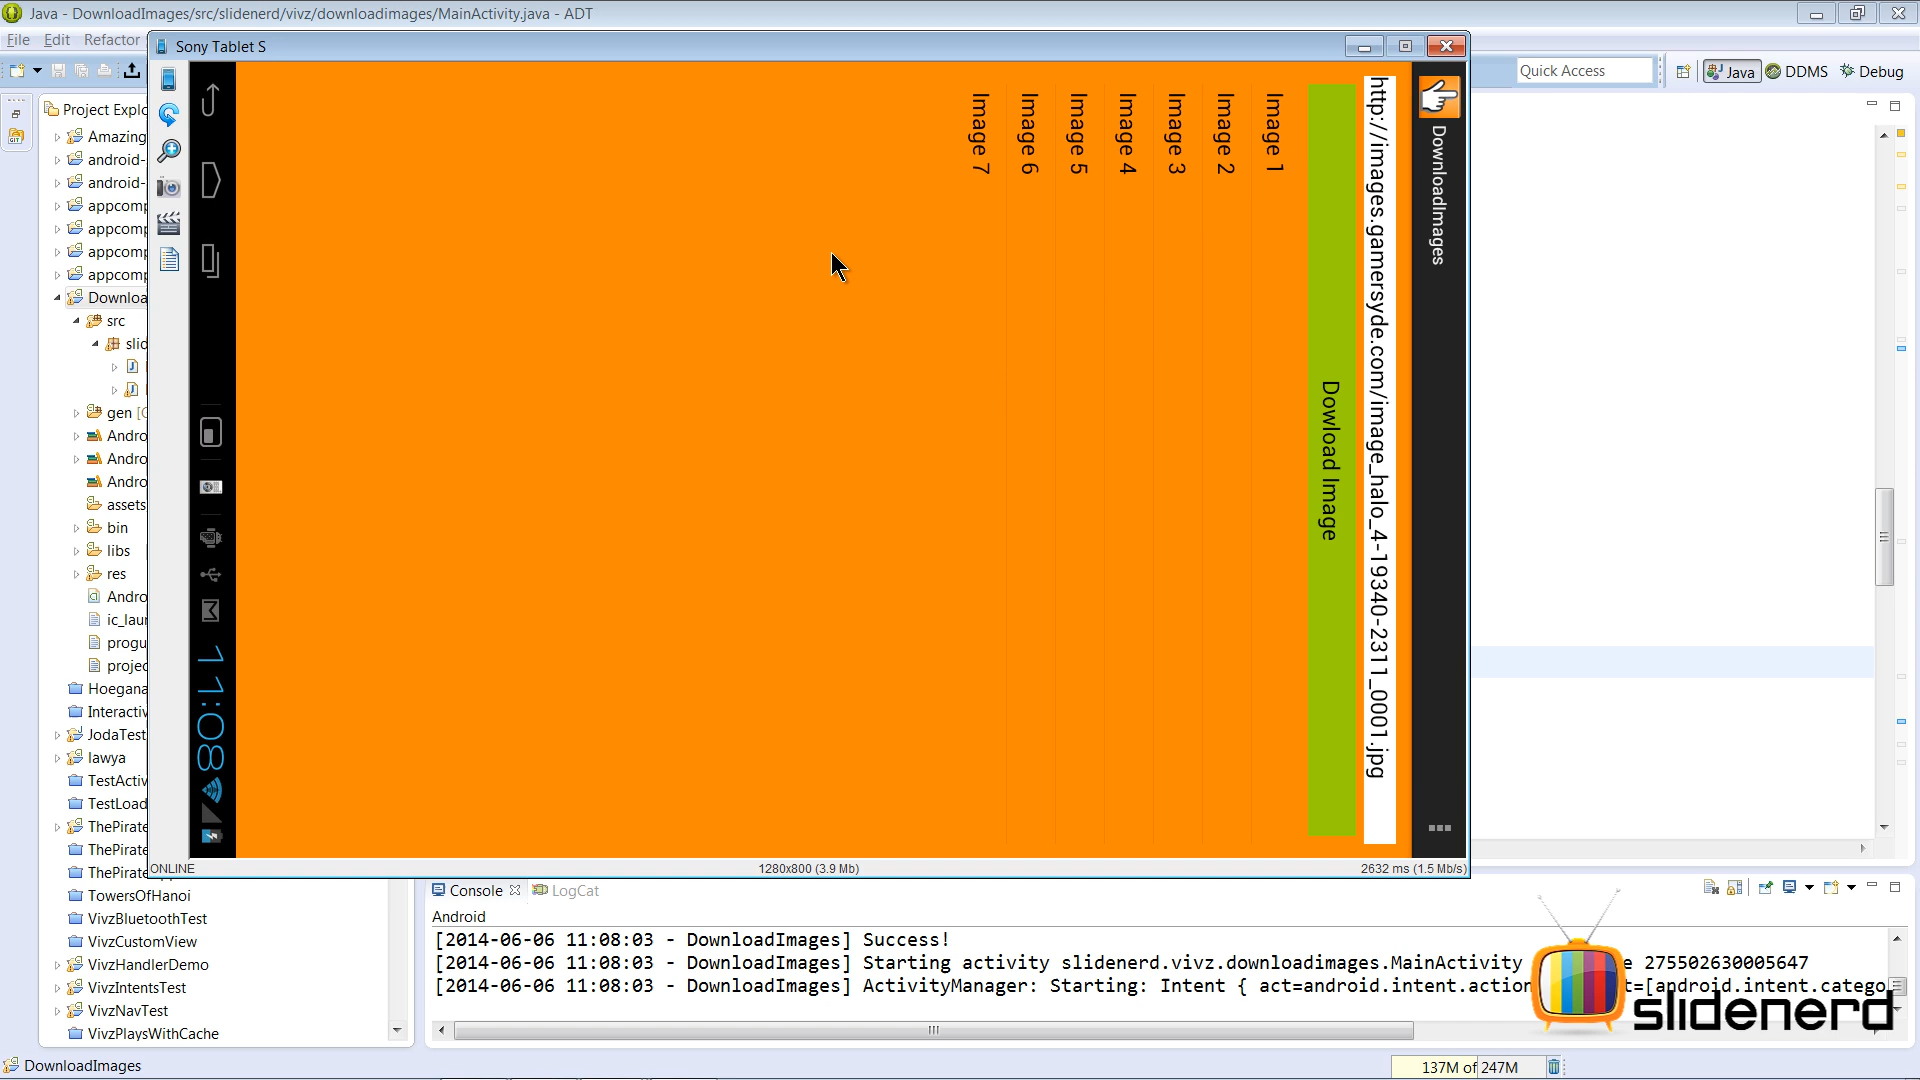 Java - DownloadImages/src/slidenerd/vivz/downloadimages/MainActivity.java - ADT
File Edit Refactor
Quick Access
Java DDMS Debug
Sony Tablet S
Project Explo
Amazing
android-
android-
appcomp
appcomp
appcomp
appcomp
Downloa
src
slid
gen [G
Andro
Andro
Andro
assets
bin
libs
res
Andro
ic_laur
progu
projec
Hoegana
Interactiv
JodaTest
lawya
TestActiv
TestLoad
ThePirate
ThePirate
ThePirate
TowersOfHanoi
VivzBluetoothTest
VivzCustomView
VivzHandlerDemo
VivzIntentsTest
VivzNavTest
VivzPlaysWithCache
DownloadImages
http://images.gamersyde.com/image_halo_4-19340-2311_0001.jpg
Dowload Image
Image 1
Image 2
Image 3
Image 4
Image 5
Image 6
Image 7
11:08
ONLINE 1280x800 (3.9 Mb) 2632 ms (1.5 Mb/s)
Console LogCat
Android
[2014-06-06 11:08:03 - DownloadImages] Success!
[2014-06-06 11:08:03 - DownloadImages] Starting activity slidenerd.vivz.downloadimages.MainActivity e 275502630005647
[2014-06-06 11:08:03 - DownloadImages] ActivityManager: Starting: Intent { act=android.intent.action t=[android.intent.catego
slidenerd
DownloadImages
137M of 247M